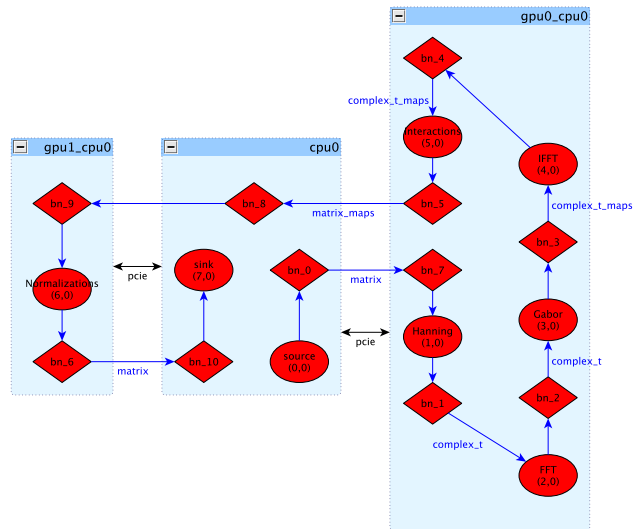 gpu0_cpu0
bn_4
complex_t_maps
Interactions
(5,0)
gpu1_cpu0
cpu0
IFFT
(4,0)
bn_9
bn_8
bn_5
complex_t_maps
matrix_maps
bn_3
sink
(7,0)
bn_0
bn_7
pcie
matrix
Normalizations
(6,0)
Gabor
(3,0)
Hanning
(1,0)
pcie
bn_6
bn_10
source
(0,0)
complex_t
matrix
bn_1
bn_2
complex_t
FFT
(2,0)